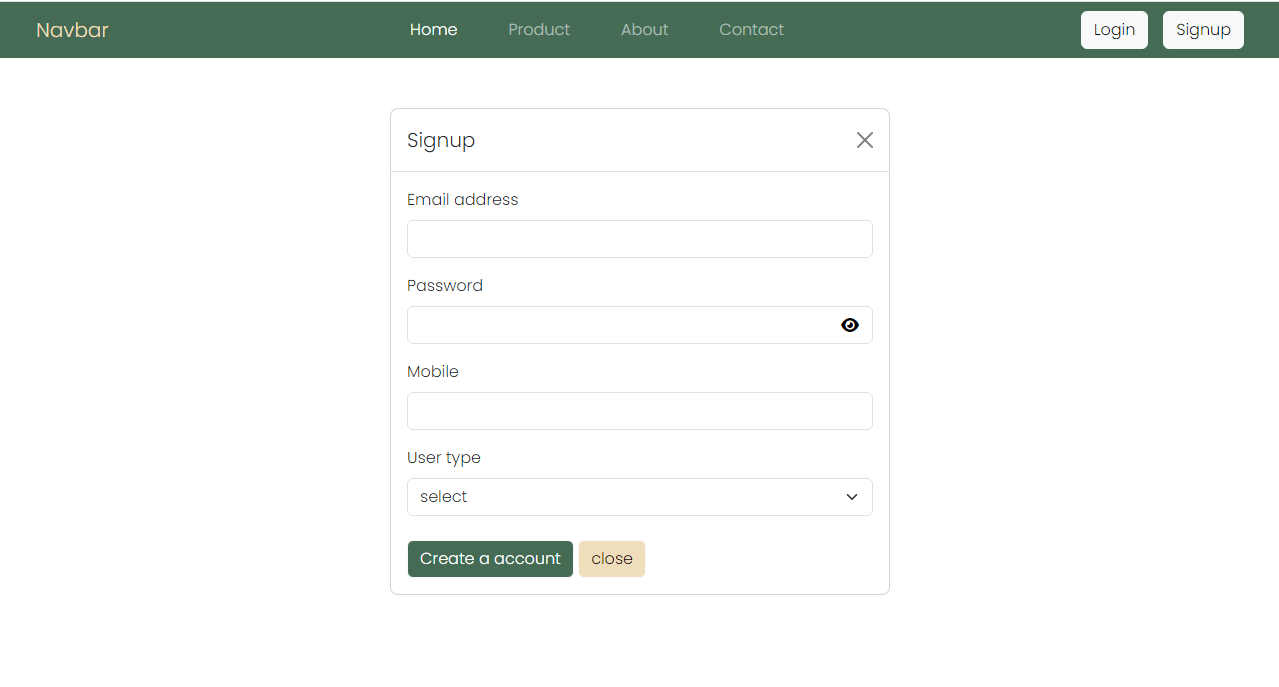 Navbar Home Product About Contact Login Signup
Signup
Email address
Password
Mobile
User type
select
Create a account close